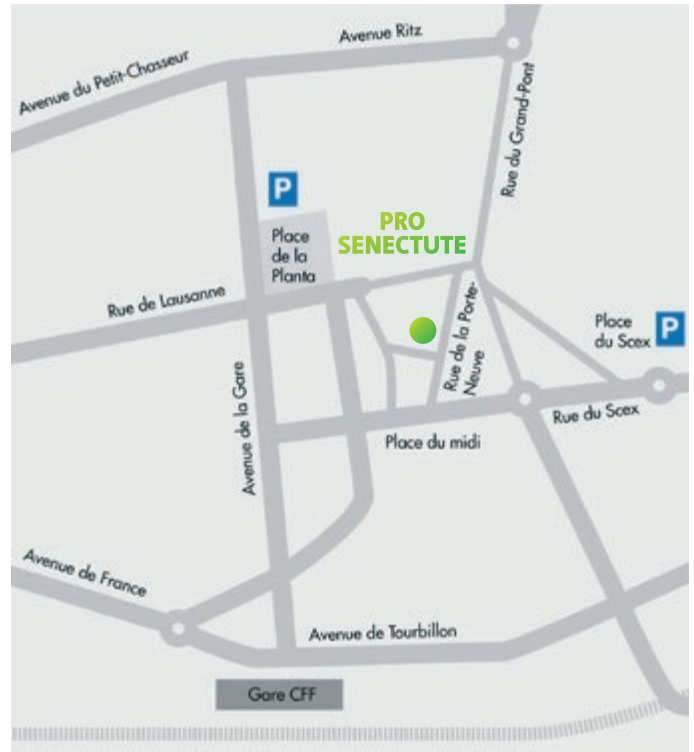 Avenue Ritz
Avenue du Petit-Chasseur
Rue du Grand-Pont
P
PRO
SENECTUTE
Place
de la
Planta
Rue de Lausanne
Rue de la Porte-
Neuve
Place
du Scex
P
Avenue de la Gare
Rue du Scex
Place du midi
Avenue de France
Avenue de Tourbillon
Gare CFF